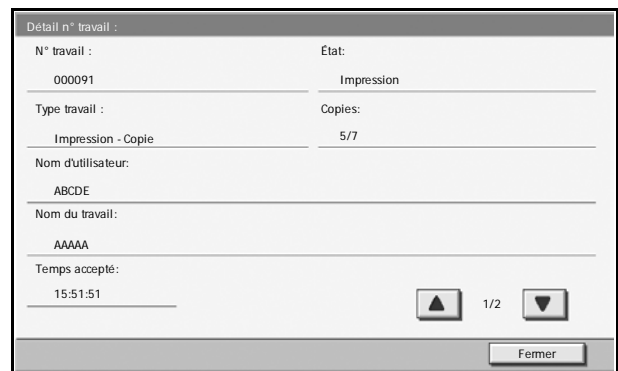 Détail n° travail :
N° travail :
000091
État:
Impression
Type travail :
Impression - Copie
Copies:
5/7
Nom d'utilisateur:
ABCDE
Nom du travail:
AAAAA
Temps accepté:
15:51:51
1/2
Fermer